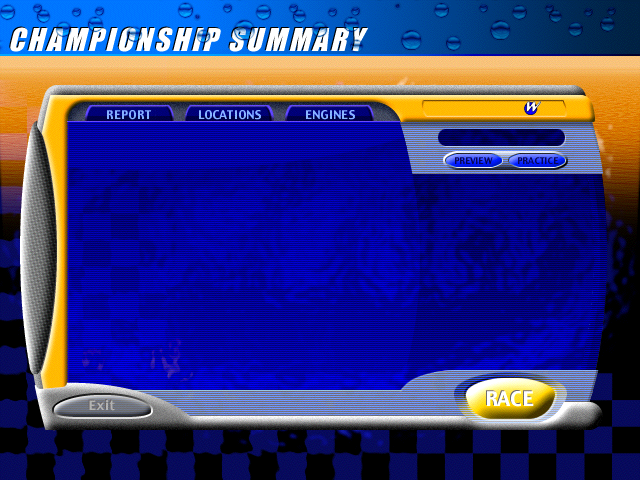 CHAMPIONSHIP SUMMARY
W
REPORT LOCATIONS ENGINES
PREVIEW PRACTICE
Exit
RACE